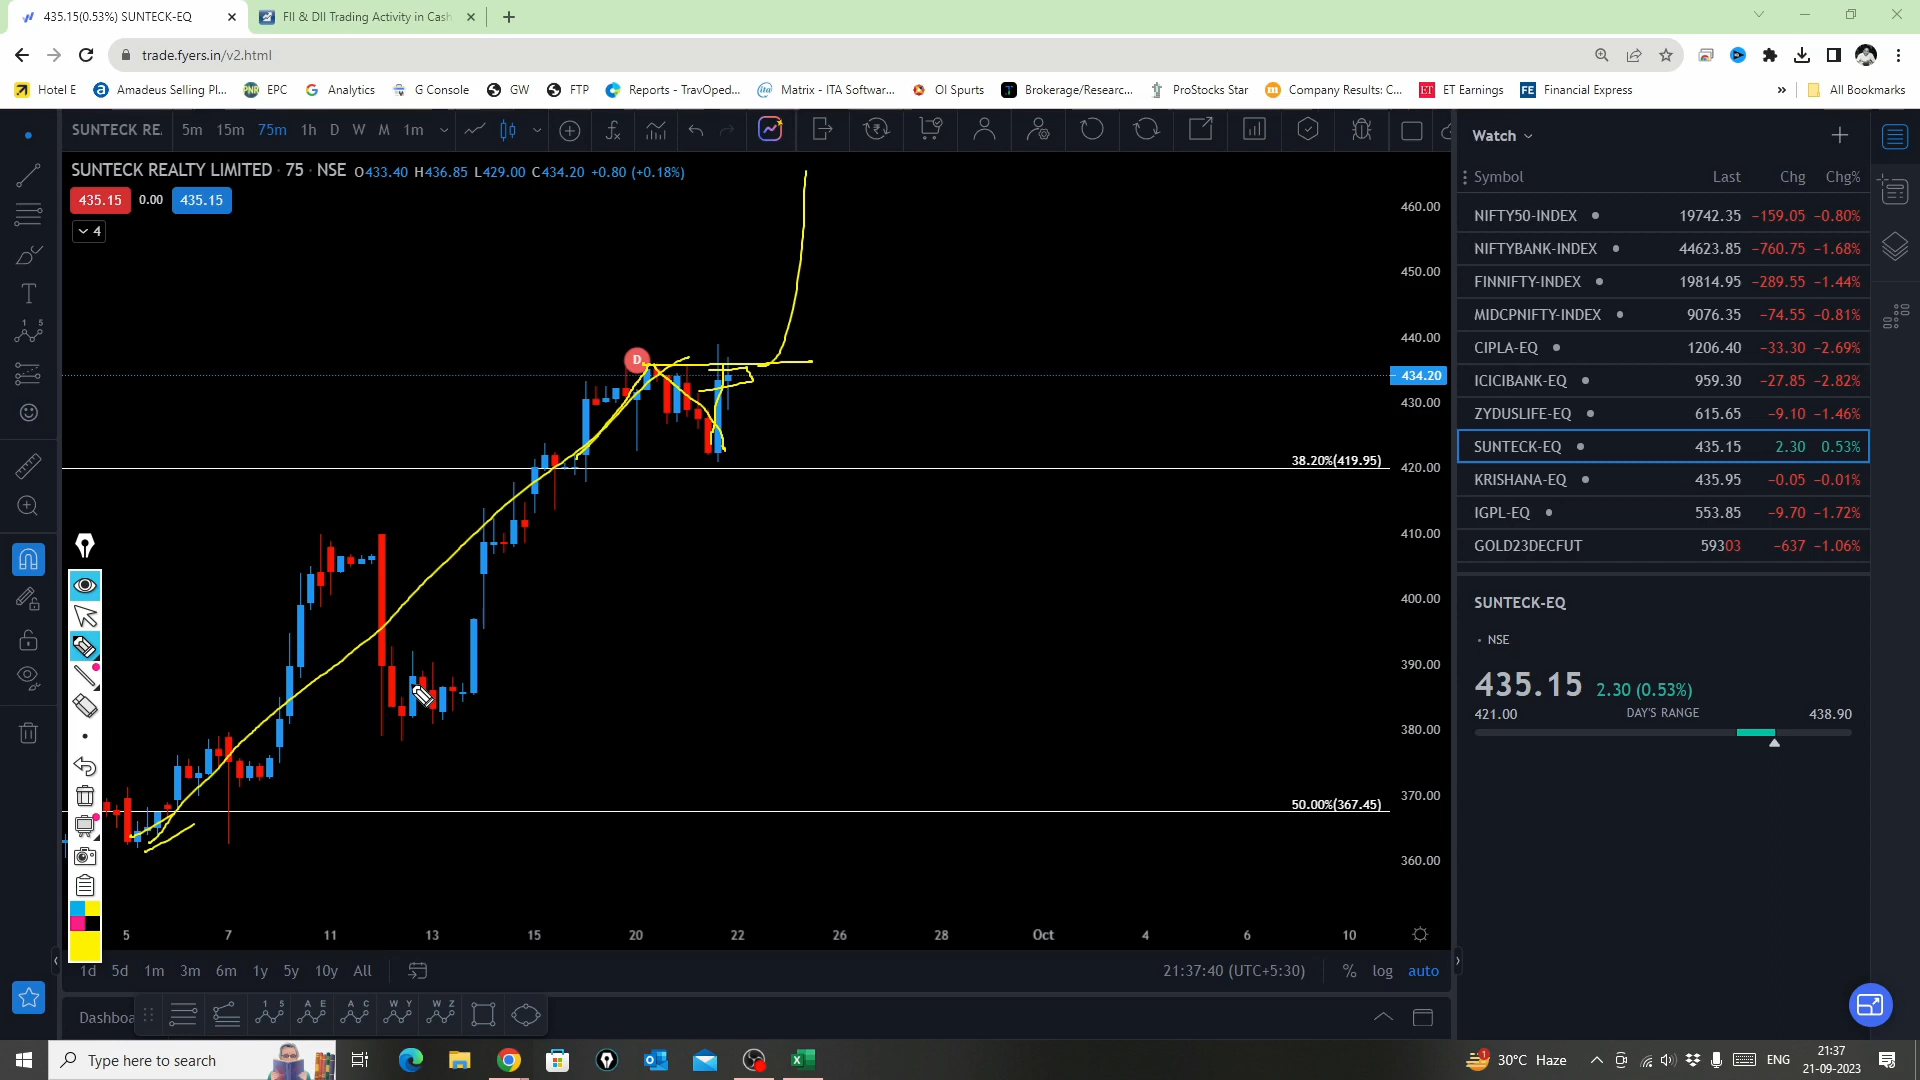 435.15(0.53%) SUNTECK-EQ
FII & DII Trading Activity in Cash
trade.fyers.in/v2.html
Hotel E
Amadeus Selling Pl...
EPC
Analytics
G Console
GW
FTP
Reports - TravOped...
Matrix - ITA Softwar...
OI Spurts
Brokerage/Researc...
ProStocks Star
Company Results: C...
ET Earnings
Financial Express
»
All Bookmarks
SUNTECK RE.
5m 15m 75m 1h D W M 1m
Watch
SUNTECK REALTY LIMITED · 75 · NSE O433.40 H436.85 L429.00 C434.20 +0.80 (+0.18%)
435.15 0.00 435.15
4
Symbol Last Chg Chg%
NIFTY50-INDEX 19742.35 -159.05 -0.80%
NIFTYBANK-INDEX 44623.85 -760.75 -1.68%
FINNIFTY-INDEX 19814.95 -289.55 -1.44%
MIDCPNIFTY-INDEX 9076.35 -74.55 -0.81%
CIPLA-EQ 1206.40 -33.30 -2.69%
ICICIBANK-EQ 959.30 -27.85 -2.82%
ZYDUSLIFE-EQ 615.65 -9.10 -1.46%
SUNTECK-EQ 435.15 2.30 0.53%
KRISHANA-EQ 435.95 -0.05 -0.01%
IGPL-EQ 553.85 -9.70 -1.72%
GOLD23DECFUT 59303 -637 -1.06%
SUNTECK-EQ
· NSE
435.15 2.30 (0.53%)
421.00 DAY'S RANGE 438.90
460.00
450.00
440.00
D
434.20
430.00
38.20%(419.95)
420.00
410.00
400.00
390.00
380.00
50.00%(367.45)
370.00
360.00
5 7 11 13 15 20 22 26 28 Oct 4 6 10
1d 5d 1m 3m 6m 1y 5y 10y All
21:37:40 (UTC+5:30) % log auto
Dashboa
1 5
A E
A C
W Y
W Z
Type here to search
30°C Haze
ENG
21:37
21-09-2023